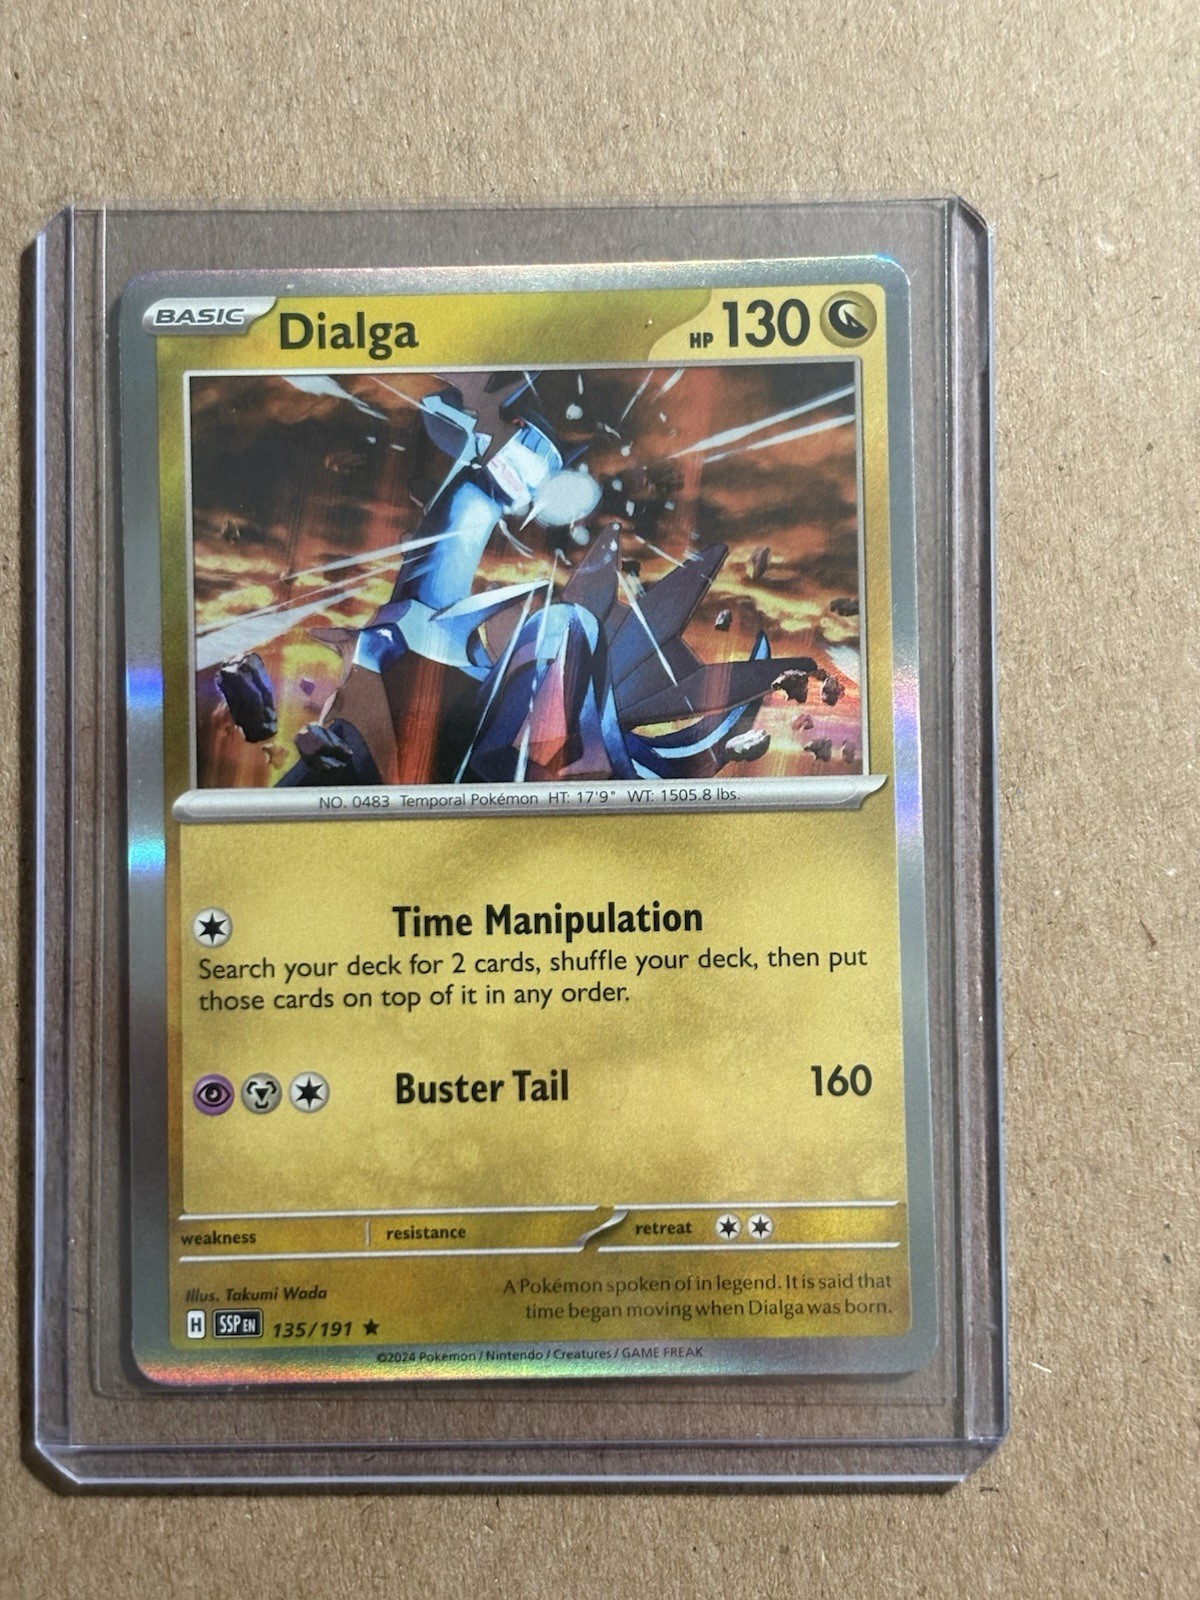 BASIC Dialga HP 130
NO. 0483 Temporal Pokémon HT: 17'9" WT: 1505.8 lbs.
Time Manipulation
Search your deck for 2 cards, shuffle your deck, then put
those cards on top of it in any order.
Buster Tail 160
weakness resistance retreat
Illus. Takumi Wada
A Pokémon spoken of in legend. It is said that
time began moving when Dialga was born.
H SSP EN 135/191 ★
©2024 Pokémon / Nintendo / Creatures / GAME FREAK